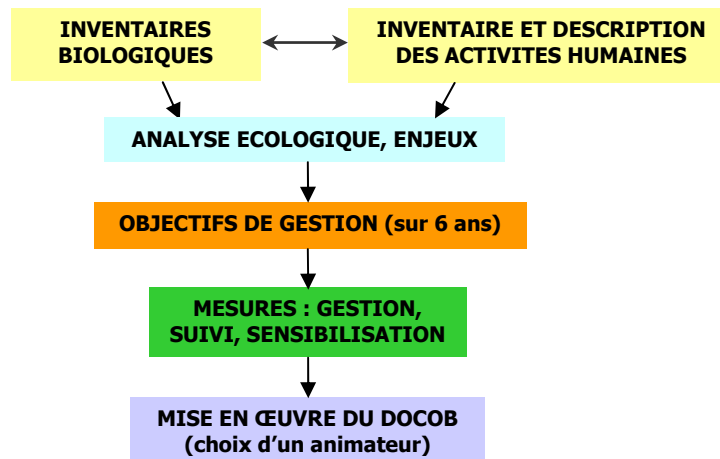 INVENTAIRES
BIOLOGIQUES
INVENTAIRE ET DESCRIPTION
DES ACTIVITES HUMAINES
ANALYSE ECOLOGIQUE, ENJEUX
OBJECTIFS DE GESTION (sur 6 ans)
MESURES : GESTION,
SUIVI, SENSIBILISATION
MISE EN ŒUVRE DU DOCOB
(choix d’un animateur)